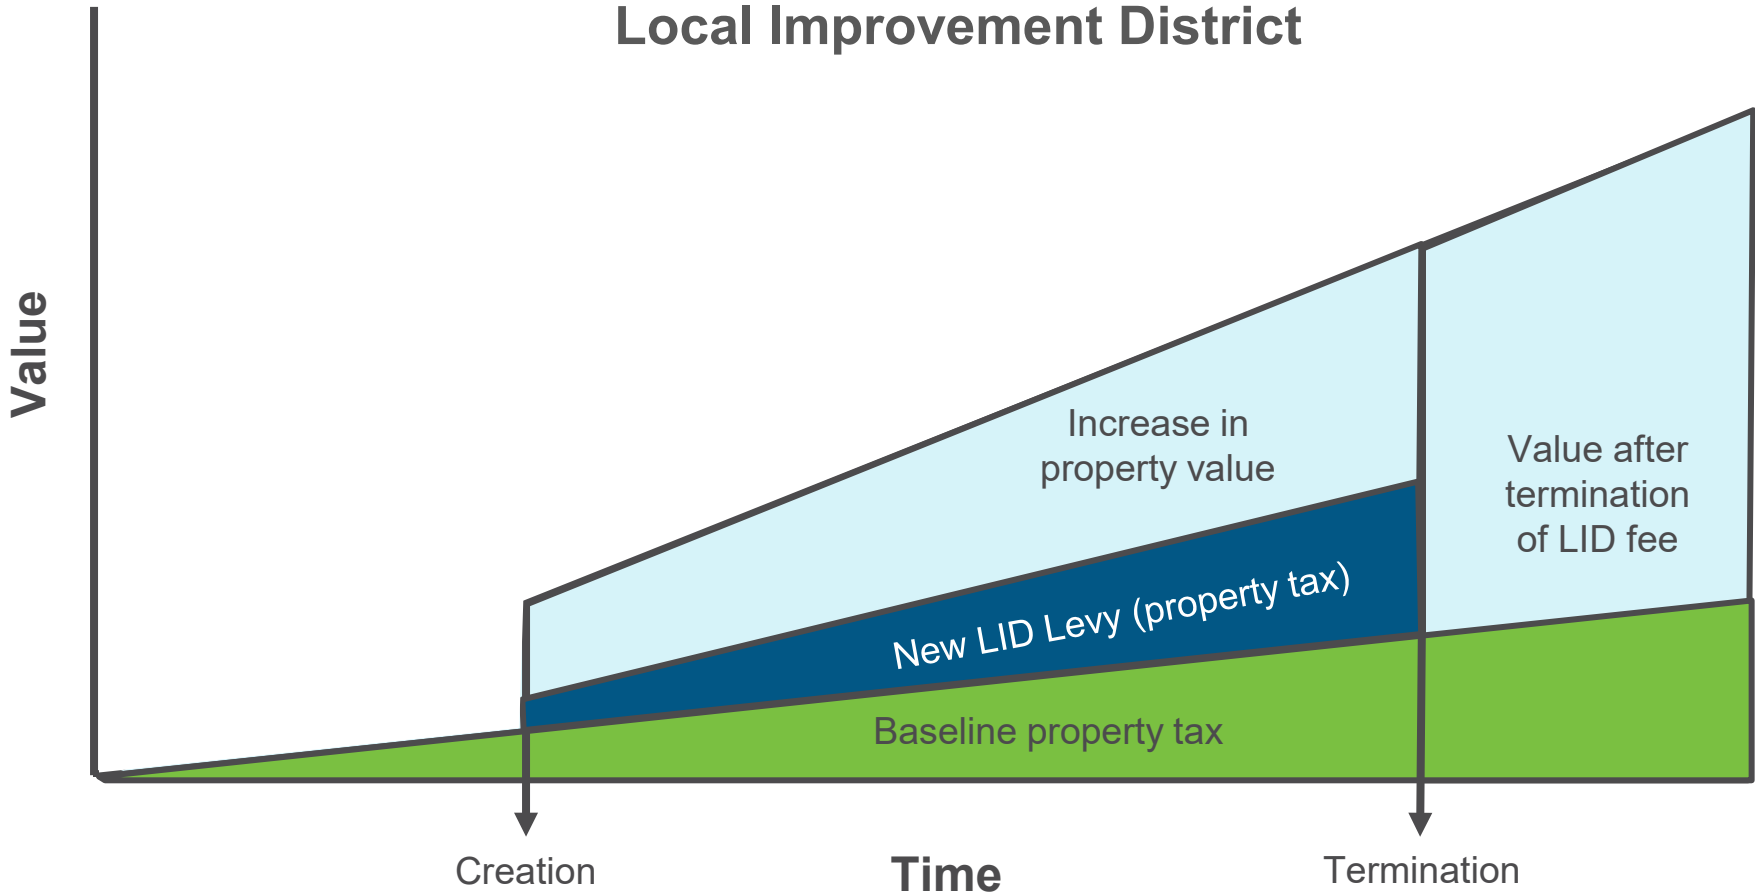 Local Improvement District
Value
Increase in
property value
Value after
termination
of LID fee
New LID Levy (property tax)
Baseline property tax
Creation
Time
Termination